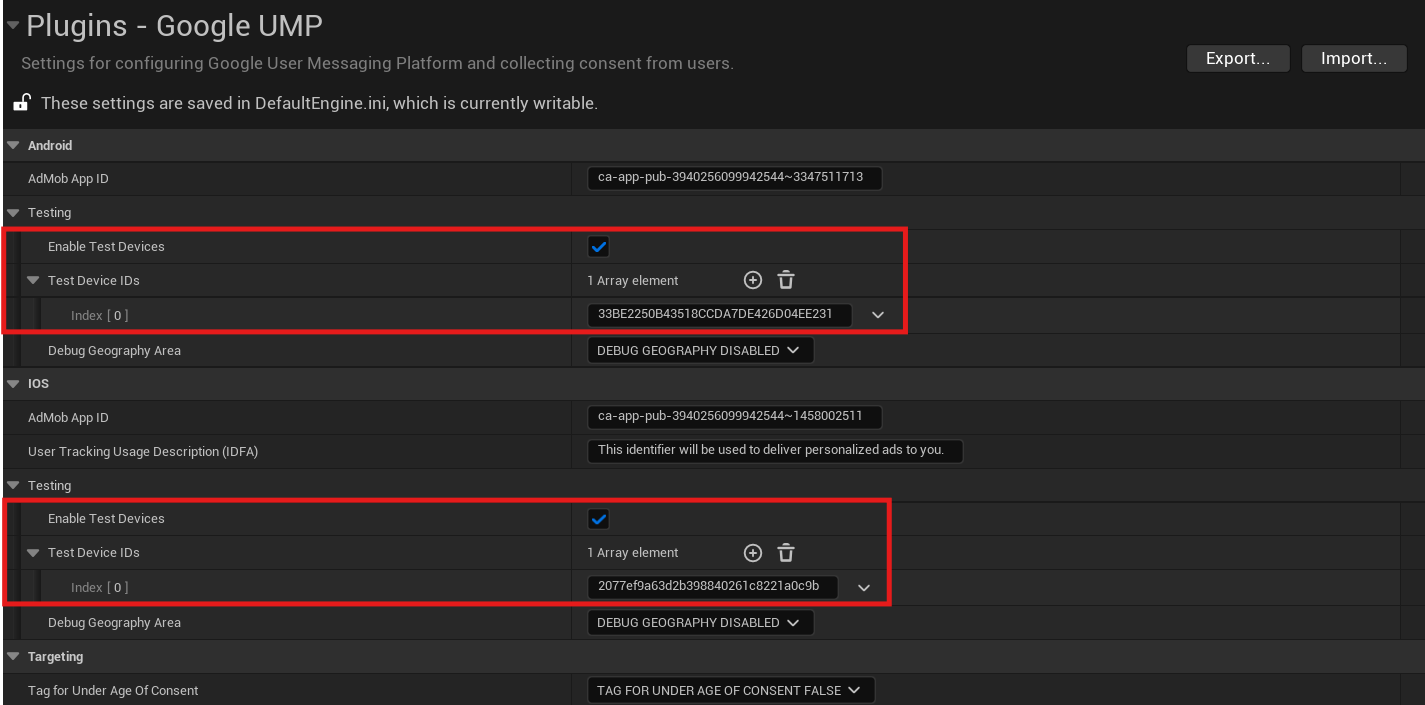 Plugins - Google UMP
Settings for configuring Google User Messaging Platform and collecting consent from users.
Export...
Import...
These settings are saved in DefaultEngine.ini, which is currently writable.
Android
AdMob App ID
ca-app-pub-3940256099942544~3347511713
Testing
Enable Test Devices
Test Device IDs
1 Array element
Index [ 0 ]
33BE2250B43518CCDA7DE426D04EE231
Debug Geography Area
DEBUG GEOGRAPHY DISABLED
IOS
AdMob App ID
ca-app-pub-3940256099942544~1458002511
User Tracking Usage Description (IDFA)
This identifier will be used to deliver personalized ads to you.
Testing
Enable Test Devices
Test Device IDs
1 Array element
Index [ 0 ]
2077ef9a63d2b398840261c8221a0c9b
Debug Geography Area
DEBUG GEOGRAPHY DISABLED
Targeting
Tag for Under Age Of Consent
TAG FOR UNDER AGE OF CONSENT FALSE